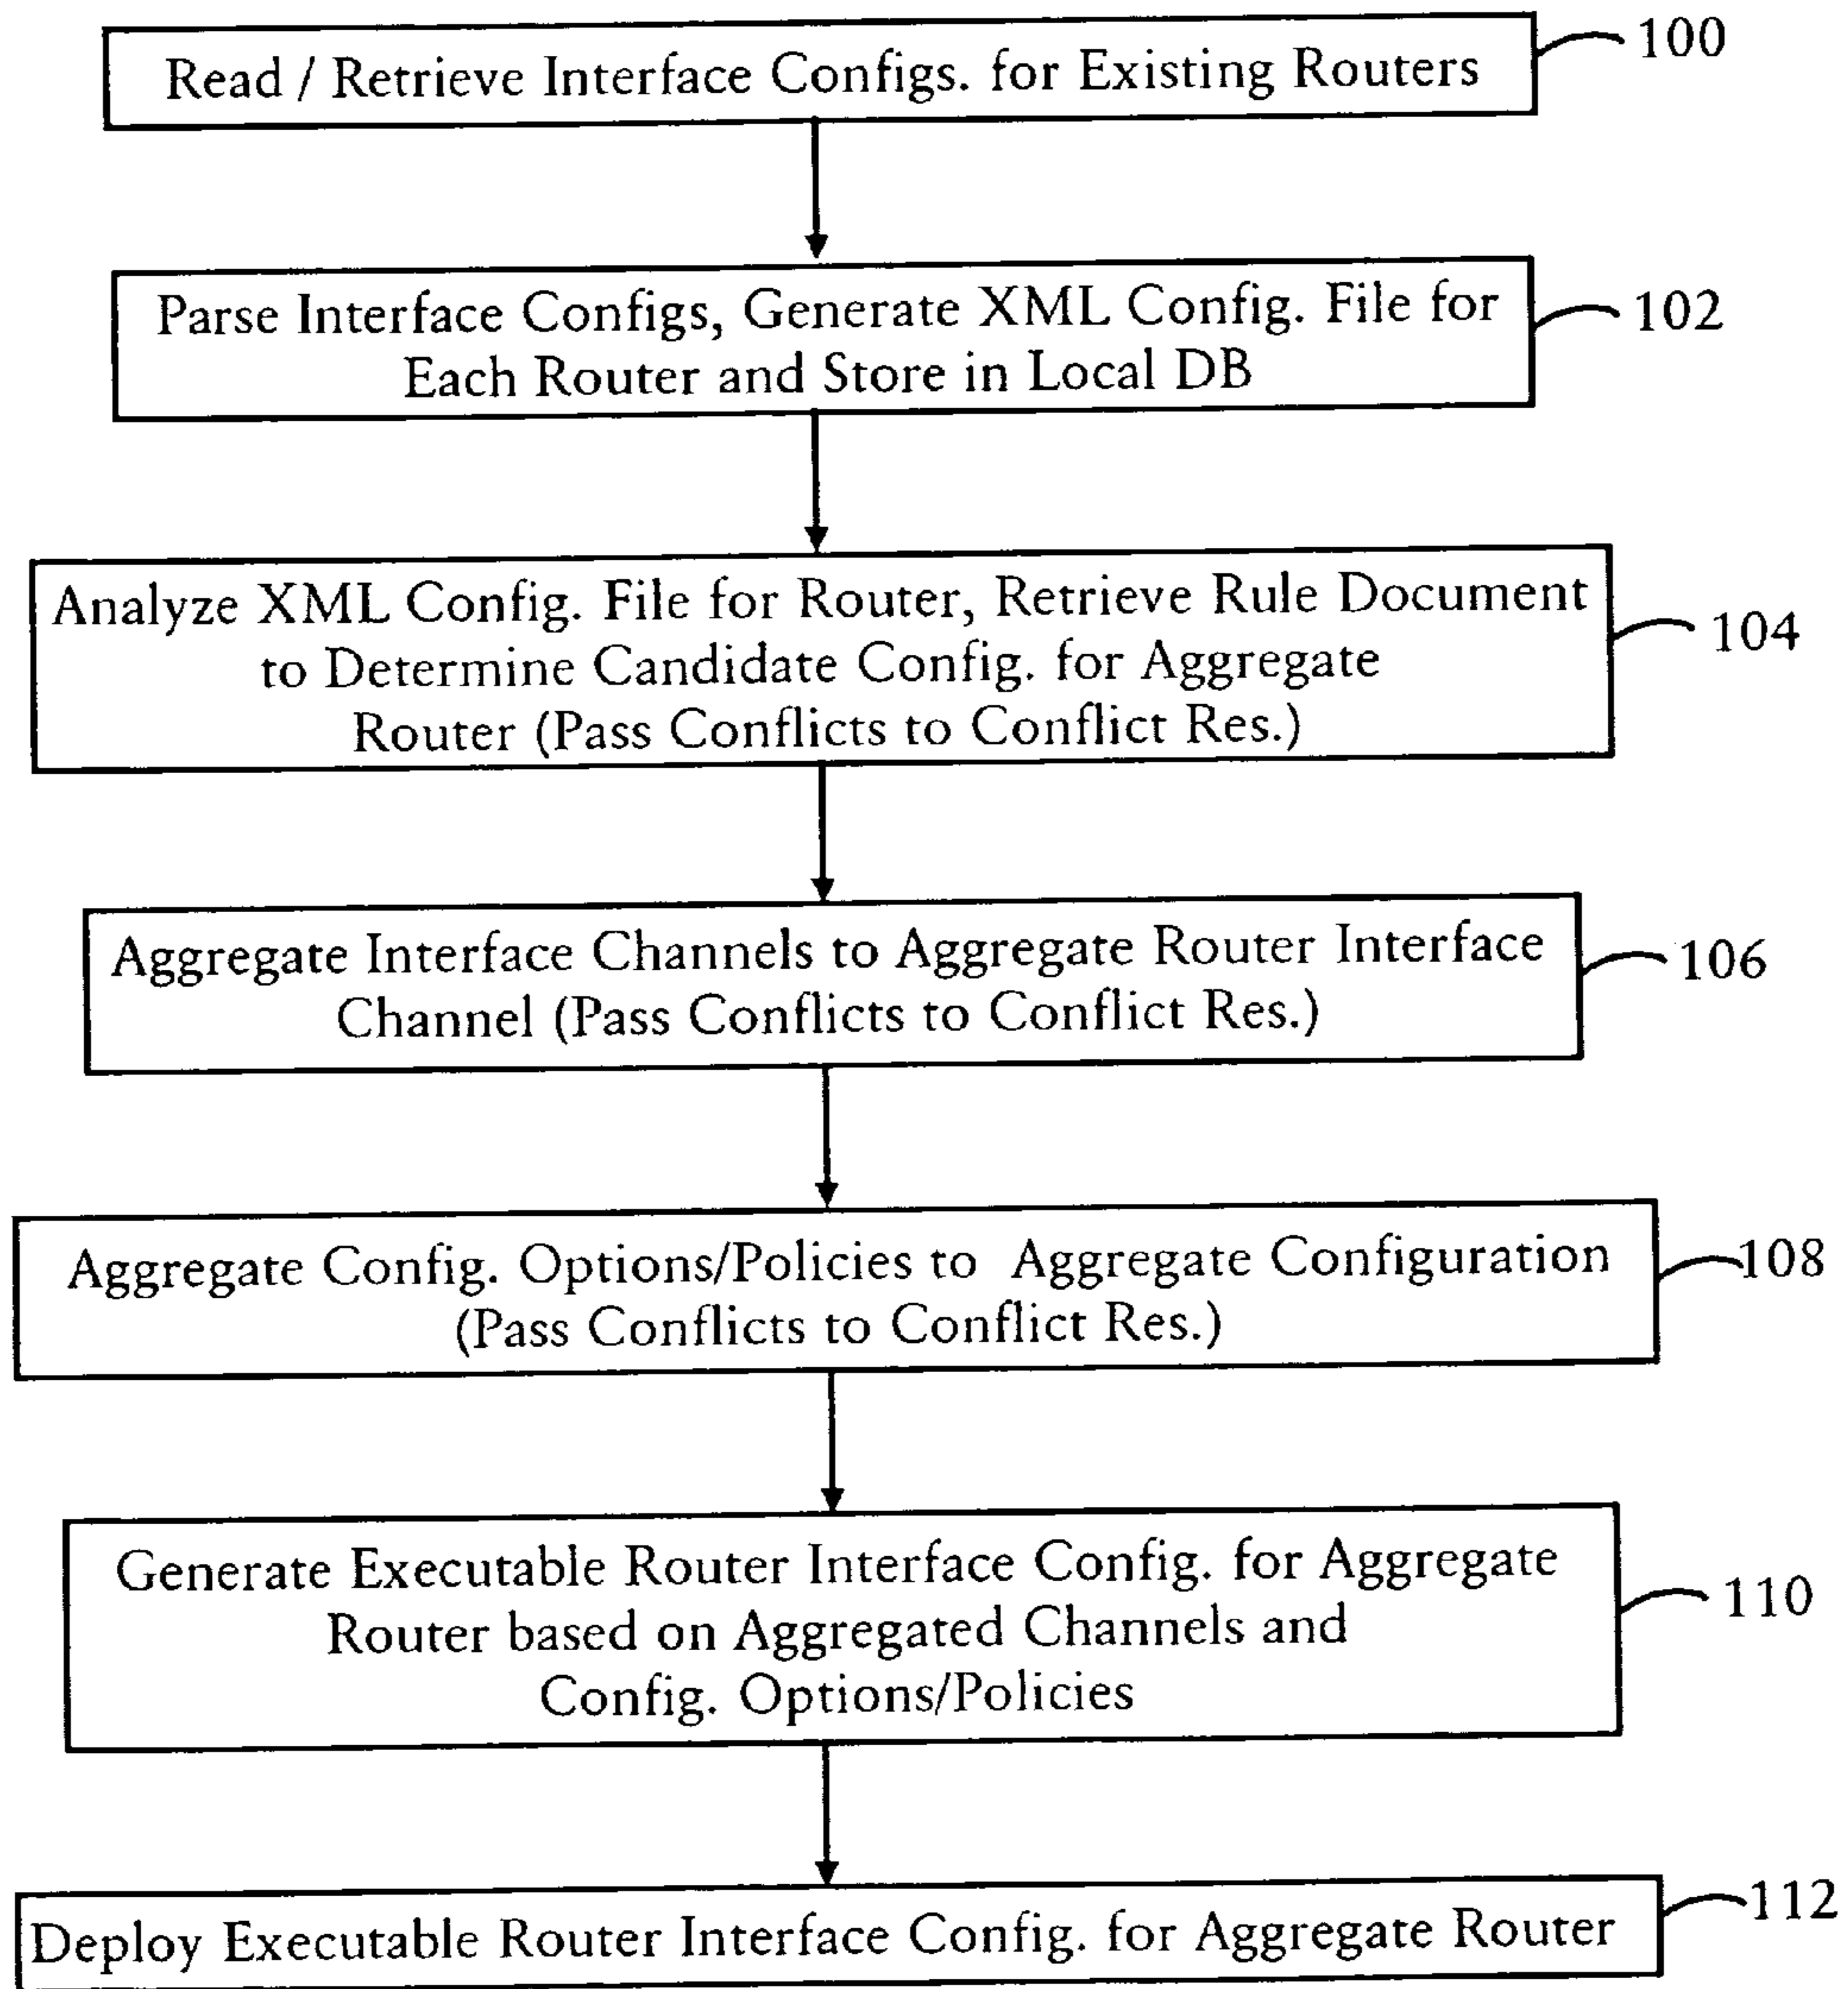 Read / Retrieve Interface Configs. for Existing Routers
100
Parse Interface Configs, Generate XML Config. File for
Each Router and Store in Local DB
102
Analyze XML Config. File for Router, Retrieve Rule Document
to Determine Candidate Config. for Aggregate
Router (Pass Conflicts to Conflict Res.)
104
Aggregate Interface Channels to Aggregate Router Interface
Channel (Pass Conflicts to Conflict Res.)
106
Aggregate Config. Options/Policies to Aggregate Configuration
(Pass Conflicts to Conflict Res.)
108
Generate Executable Router Interface Config. for Aggregate
Router based on Aggregated Channels and
Config. Options/Policies
110
Deploy Executable Router Interface Config. for Aggregate Router
112